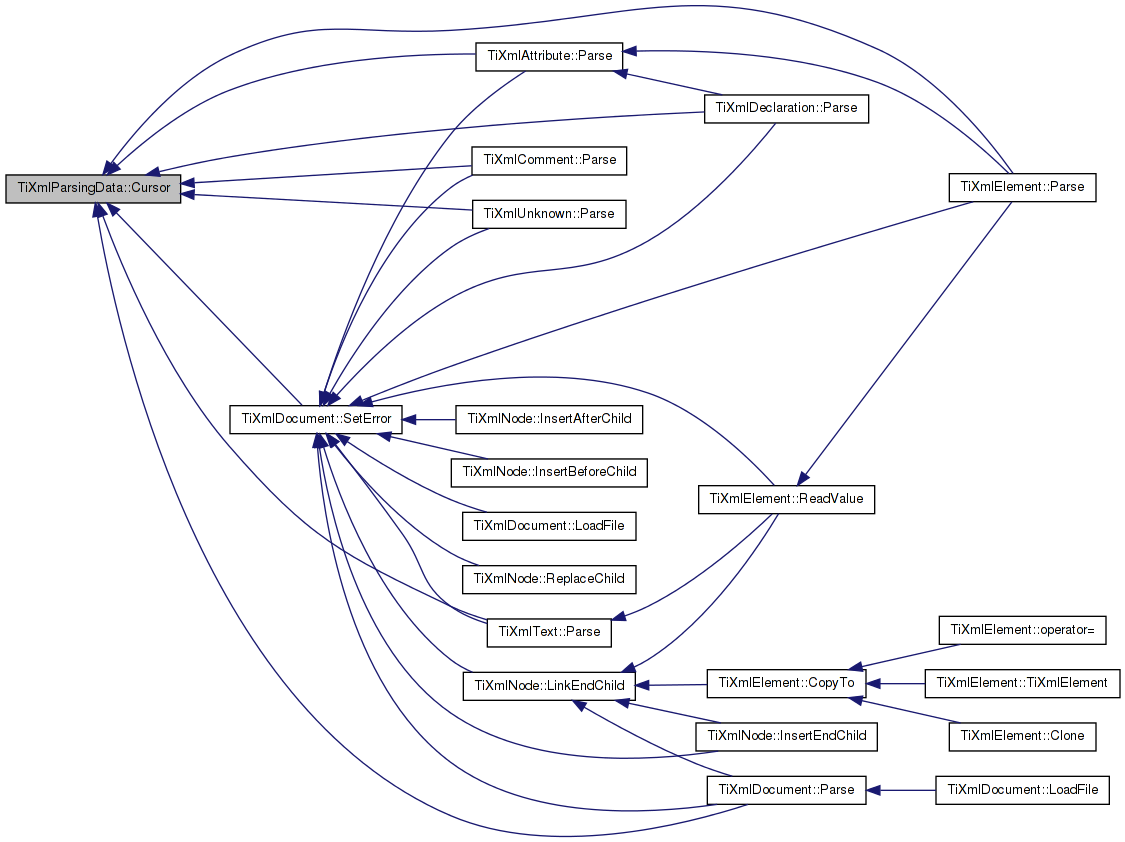 TiXmlAttribute::Parse
TiXmlDeclaration::Parse
TiXmlComment::Parse
TiXmlParsingData::Cursor
TiXmlElement::Parse
TiXmlUnknown::Parse
TiXmlDocument::SetError
TiXmlNode::InsertAfterChild
TiXmlNode::InsertBeforeChild
TiXmlElement::ReadValue
TiXmlDocument::LoadFile
TiXmlNode::ReplaceChild
TiXmlText::Parse
TiXmlElement::operator=
TiXmlNode::LinkEndChild
TiXmlElement::CopyTo
TiXmlElement::TiXmlElement
TiXmlNode::InsertEndChild
TiXmlElement::Clone
TiXmlDocument::Parse
TiXmlDocument::LoadFile